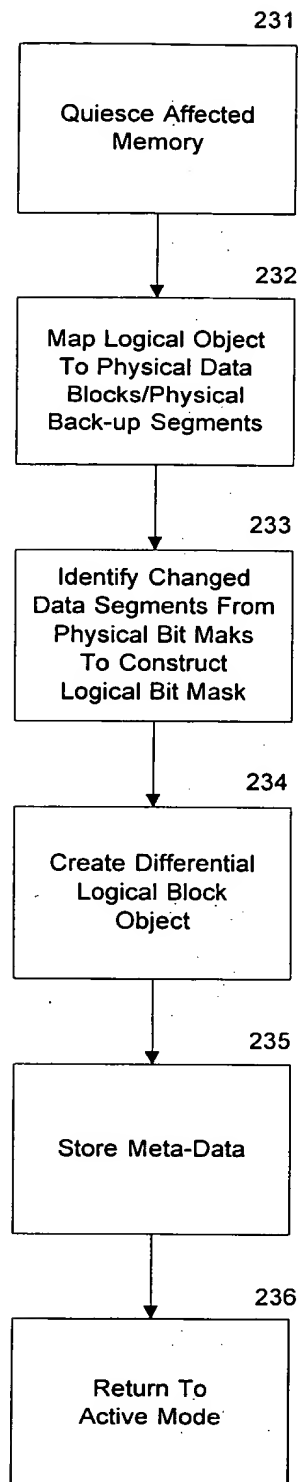 231
Quiesce Affected
Memory
232
Map Logical Object
To Physical Data
Blocks/Physical
Back-up Segments
233
Identify Changed
Data Segments From
Physical Bit Maks
To Construct
Logical Bit Mask
234
Create Differential
Logical Block
Object
235
Store Meta-Data
236
Return To
Active Mode